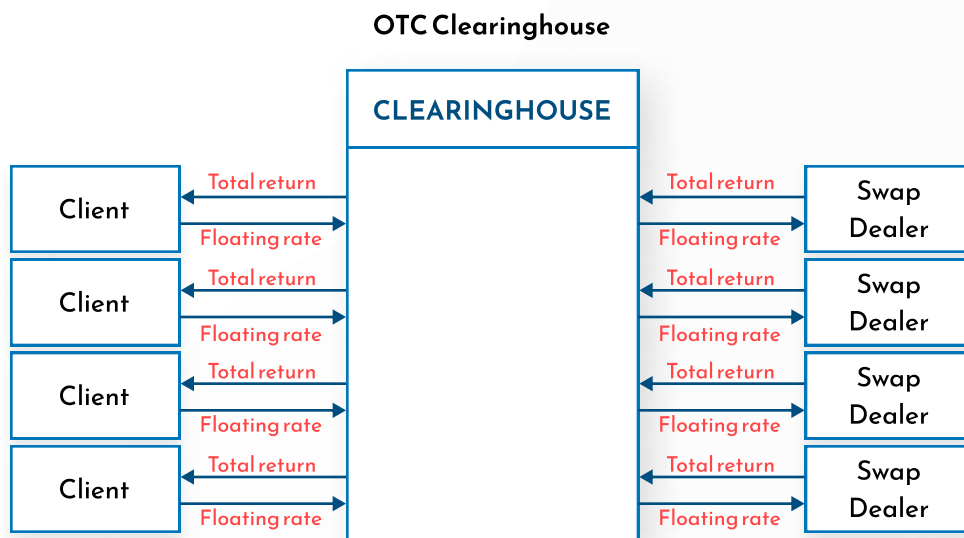 OTC Clearinghouse
CLEARINGHOUSE
Client
Total return
Floating rate
Total return
Floating rate
Swap
Dealer
Client
Total return
Floating rate
Total return
Floating rate
Swap
Dealer
Client
Total return
Floating rate
Total return
Floating rate
Swap
Dealer
Client
Total return
Floating rate
Total return
Floating rate
Swap
Dealer